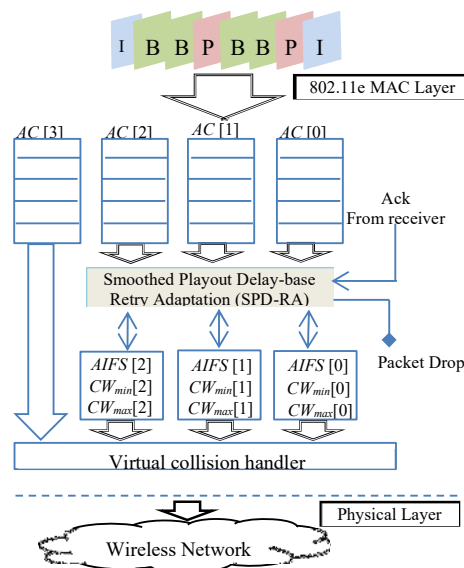 I B B P B B P I
802.11e MAC Layer
AC [3] AC [2] AC [1] AC [0]
Ack
From receiver
Smoothed Playout Delay-base
Retry Adaptation (SPD-RA)
Packet Drop
AIFS [2] AIFS [1] AIFS [0]
CWmin[2] CWmin[1] CWmin[0]
CWmax[2] CWmax[1] CWmax[0]
Virtual collision handler
Physical Layer
Wireless Network